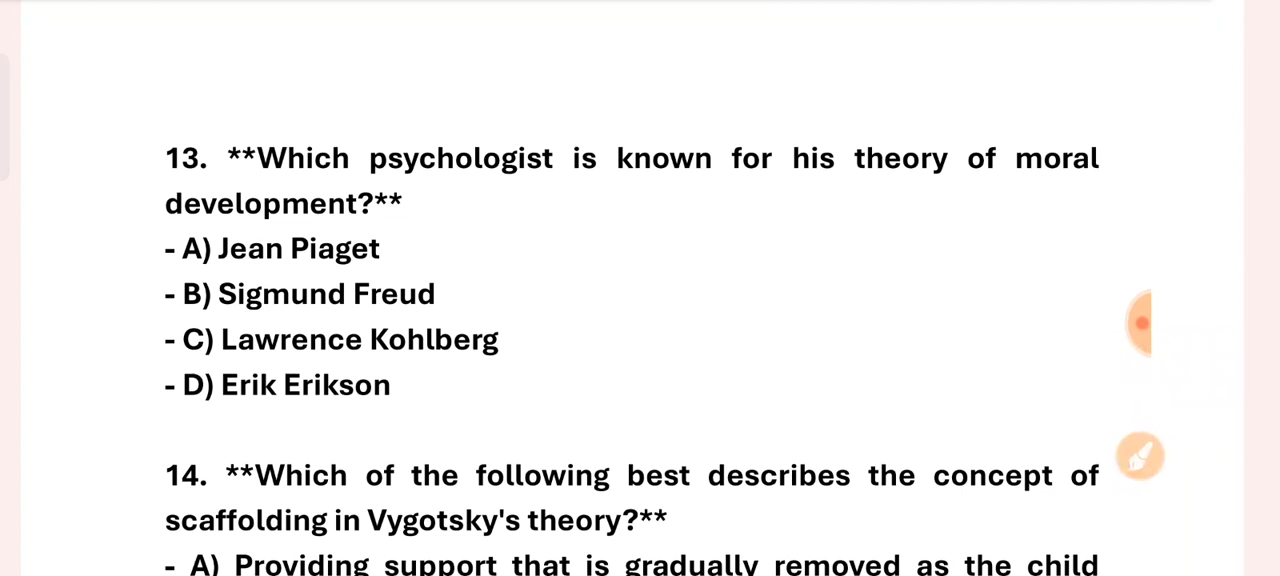 13. **Which psychologist is known for his theory of moral
development?**
- A) Jean Piaget
- B) Sigmund Freud
- C) Lawrence Kohlberg
- D) Erik Erikson
14. **Which of the following best describes the concept of
scaffolding in Vygotsky's theory?**
- A) Providing support that is gradually removed as the child